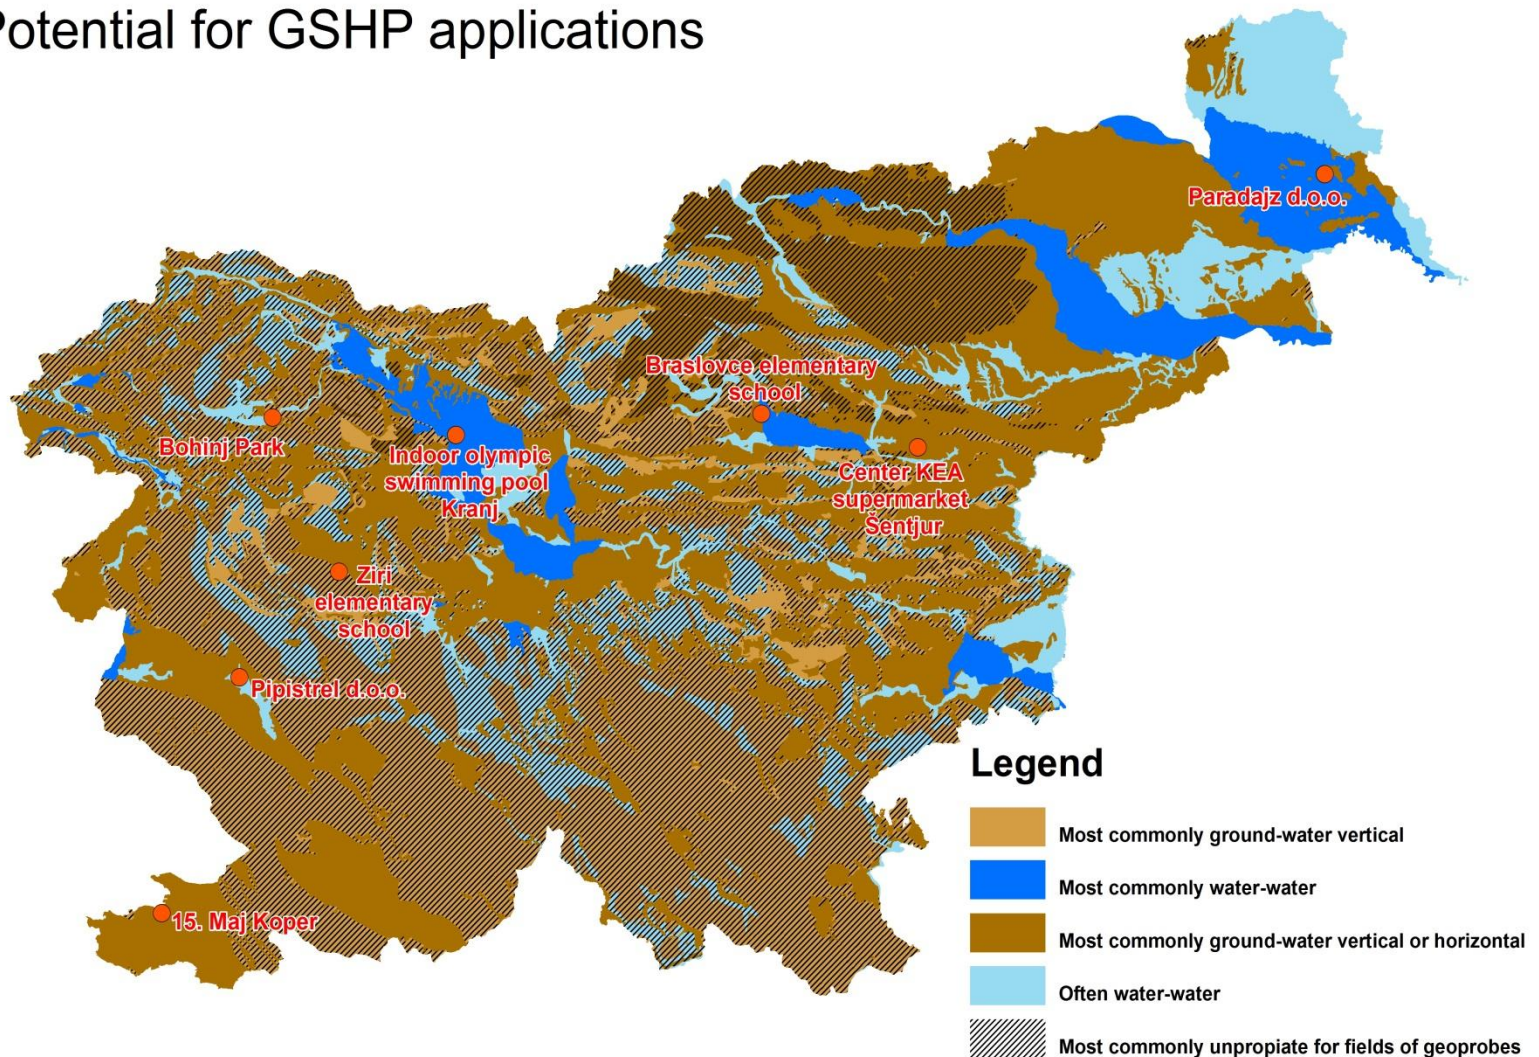 Potential for GSHP applications
Paradajz d.o.o.
Braslovce elementary
school
Bohinj Park
Indoor olympic
swimming pool
Kranj
Center KEA
supermarket
Šentjur
Ziri
elementary
school
Pipistrel d.o.o.
15. Maj Koper
Legend
Most commonly ground-water vertical
Most commonly water-water
Most commonly ground-water vertical or horizontal
Often water-water
Most commonly unpropiate for fields of geoprobes